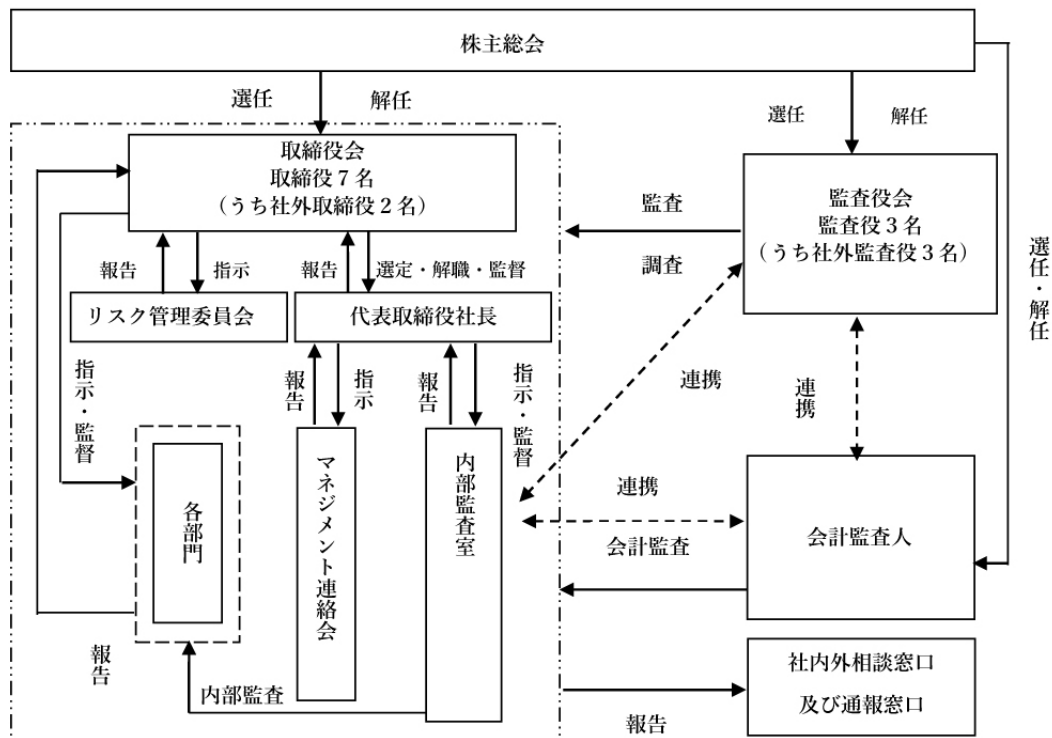 株主総会
選任
解任
選任
解任
取締役会
取締役7名
（うち社外取締役2名）
監査役会
監査役3名
（うち社外監査役3名）
監査
調査
選任・解任
報告
指示
報告
選定・解職・監督
リスク管理委員会
代表取締役社長
指示・監督
報告
指示
報告
指示・監督
連携
連携
各部門
マネジメント連絡会
内部監査室
連携
会計監査
会計監査人
報告
内部監査
報告
社内外相談窓口
及び通報窓口